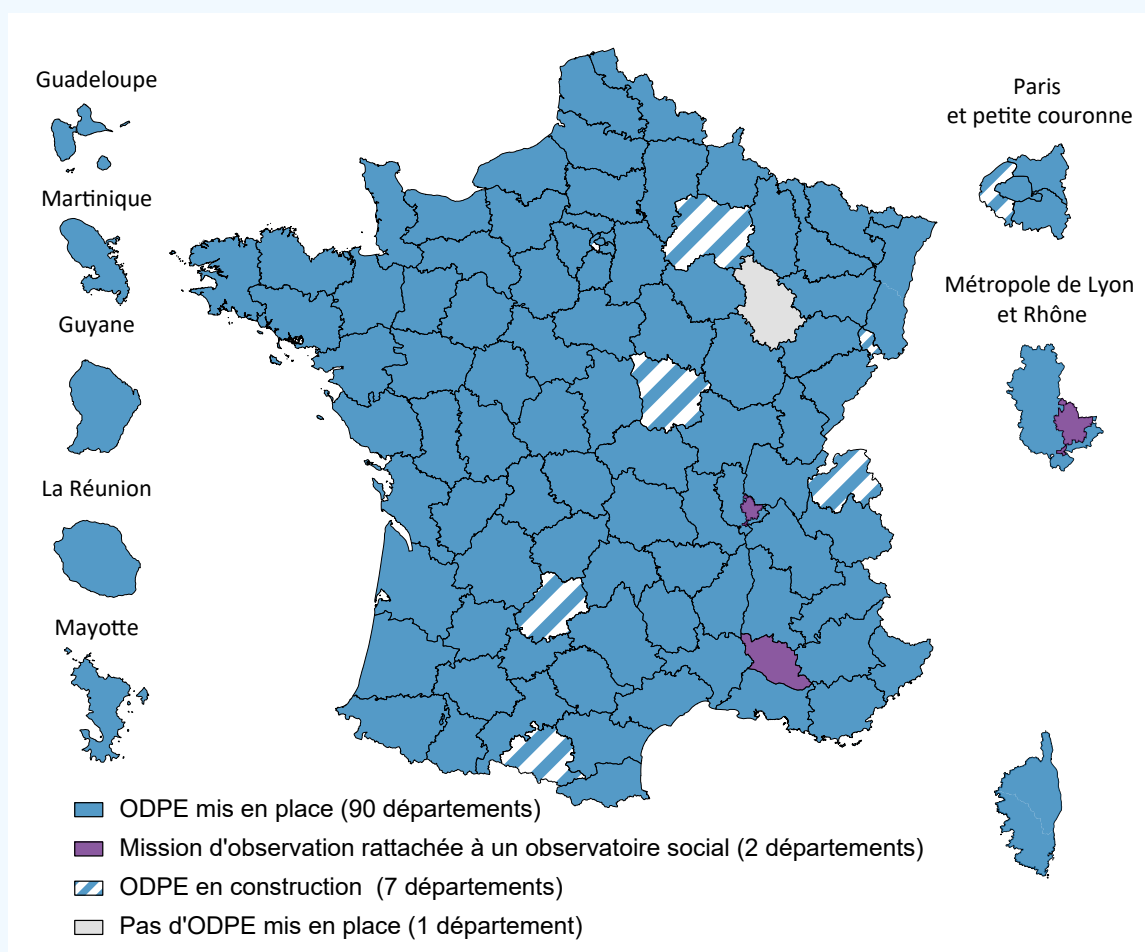 Guadeloupe
Martinique
Guyane
La Réunion
Mayotte
Paris
et petite couronne
Métropole de Lyon
et Rhône
ODPE mis en place (90 départements)
Mission d'observation rattachée à un observatoire social (2 départements)
ODPE en construction (7 départements)
Pas d'ODPE mis en place (1 département)